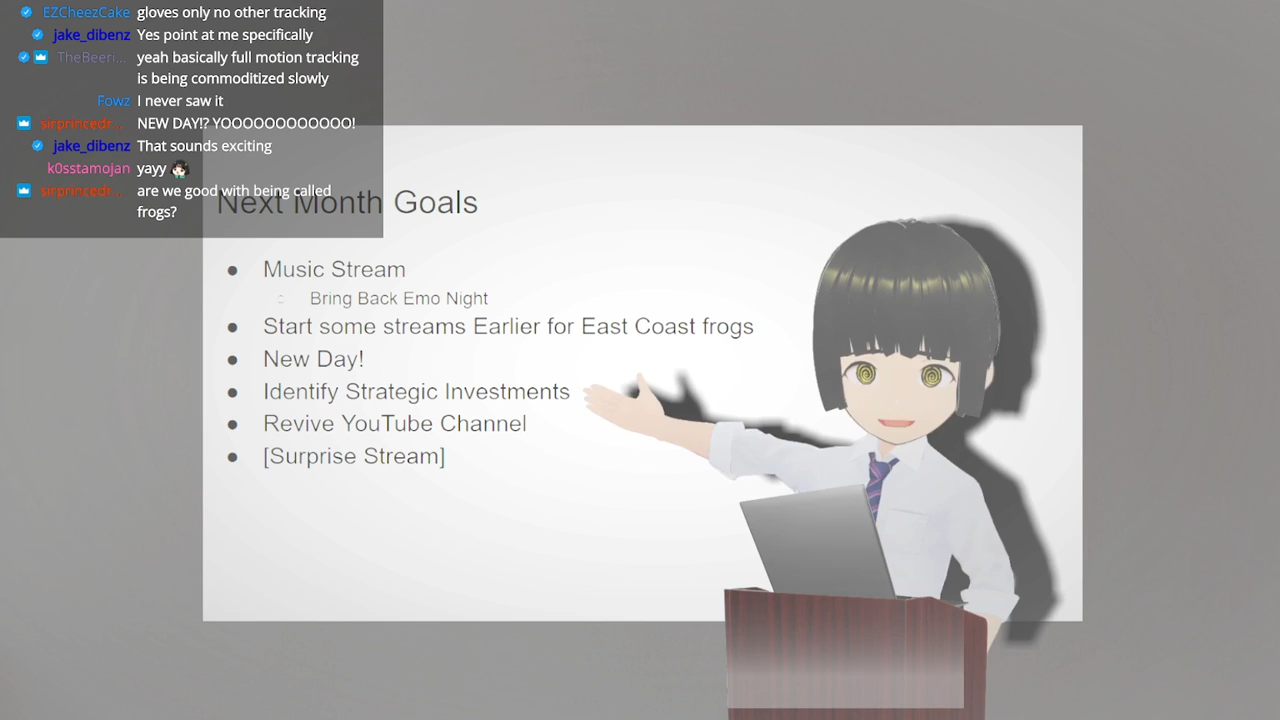 EZCheezCake gloves only no other tracking
jake_dibenz Yes point at me specifically
TheBeeri... yeah basically full motion tracking
is being commoditized slowly
Fowz I never saw it
sirprincedr... NEW DAY!? YOOOOOOOOOOOO!
jake_dibenz That sounds exciting
k0sstamojan yayy
sirprincedr... are we good with being called
frogs?
Next Month Goals
● Music Stream
○ Bring Back Emo Night
● Start some streams Earlier for East Coast frogs
● New Day!
● Identify Strategic Investments
● Revive YouTube Channel
● [Surprise Stream]